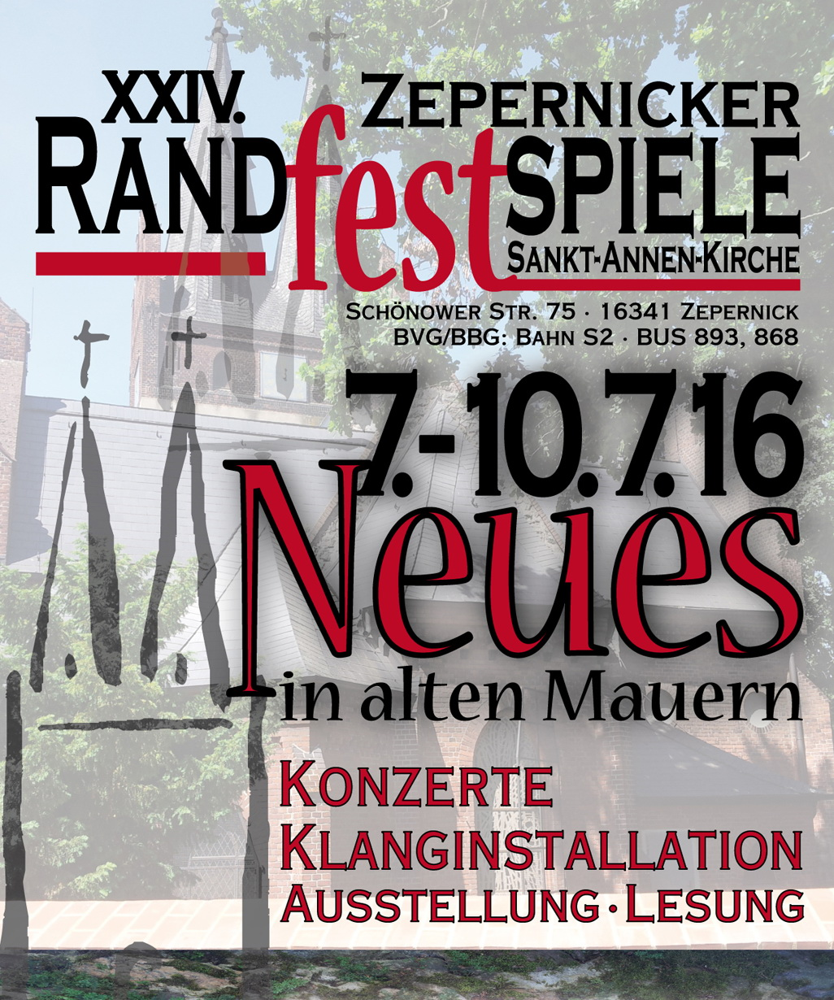 XXIV. ZEPERNICKER
RANDfestSPIELE
SANKT-ANNEN-KIRCHE
SCHÖNOWER STR. 75 · 16341 ZEPERNICK
BVG/BBG: BAHN S2 · BUS 893, 868
7.-10.7.16
Neues
in alten Mauern
KONZERTE
KLANGINSTALLATION
AUSSTELLUNG · LESUNG